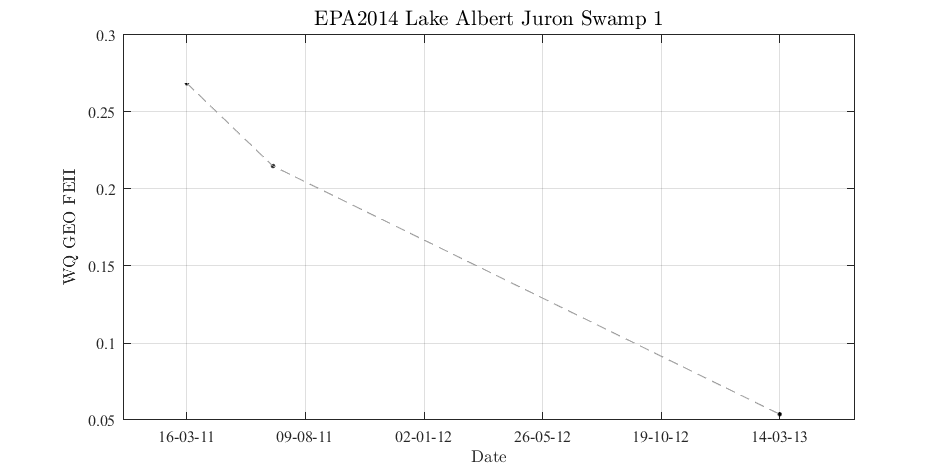 EPA2014 Lake Albert Juron Swamp 1
0.3
0.25
0.2
0.15
0.1
0.05
WQ GEO FEII
16-03-11 09-08-11 02-01-12 26-05-12 19-10-12 14-03-13
Date